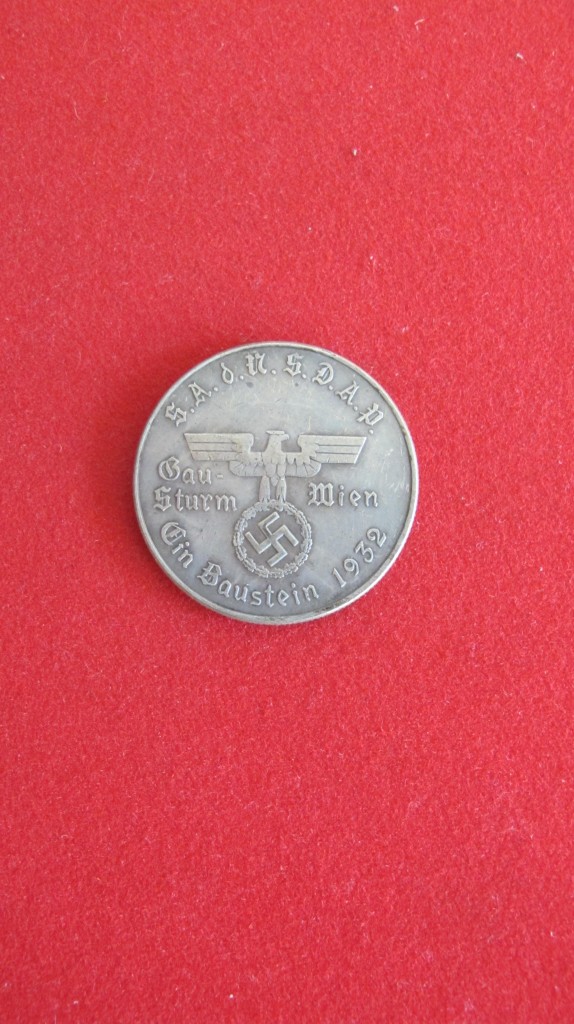 S.A.d.N.S.D.A.P.
Gau-
Sturm Wien
Ein Baustein 1932